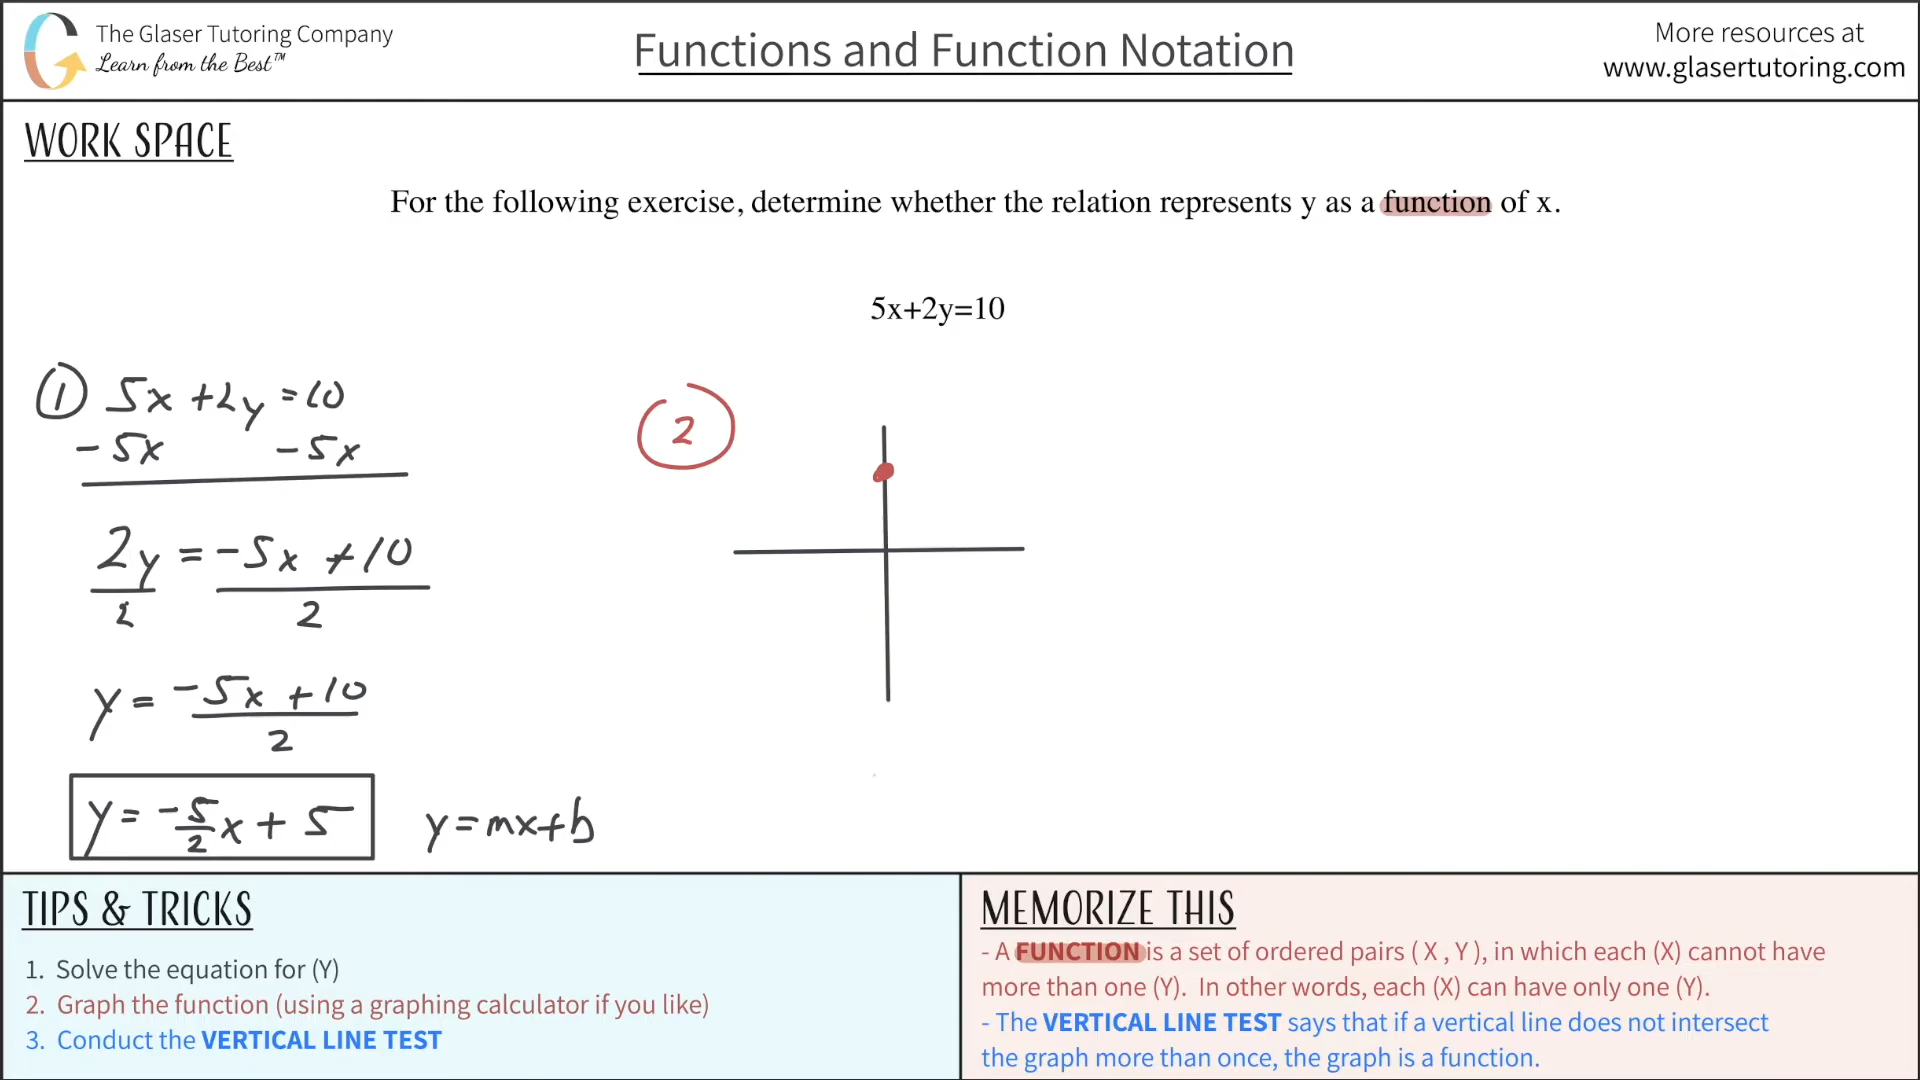 The Glaser Tutoring Company
Learn from the Best™
Functions and Function Notation
More resources at
www.glasertutoring.com
WORK SPACE
For the following exercise, determine whether the relation represents y as a function of x.
5x+2y=10
① 5x + 2y = 10
- 5x - 5x
2y = -5x + 10
2 2
y = -5x + 10
2
y = -5/2 x + 5
y = mx + b
2
TIPS & TRICKS
1. Solve the equation for (Y)
2. Graph the function (using a graphing calculator if you like)
3. Conduct the VERTICAL LINE TEST
MEMORIZE THIS
- A FUNCTION is a set of ordered pairs ( X , Y ), in which each (X) cannot have
more than one (Y). In other words, each (X) can have only one (Y).
- The VERTICAL LINE TEST says that if a vertical line does not intersect
the graph more than once, the graph is a function.